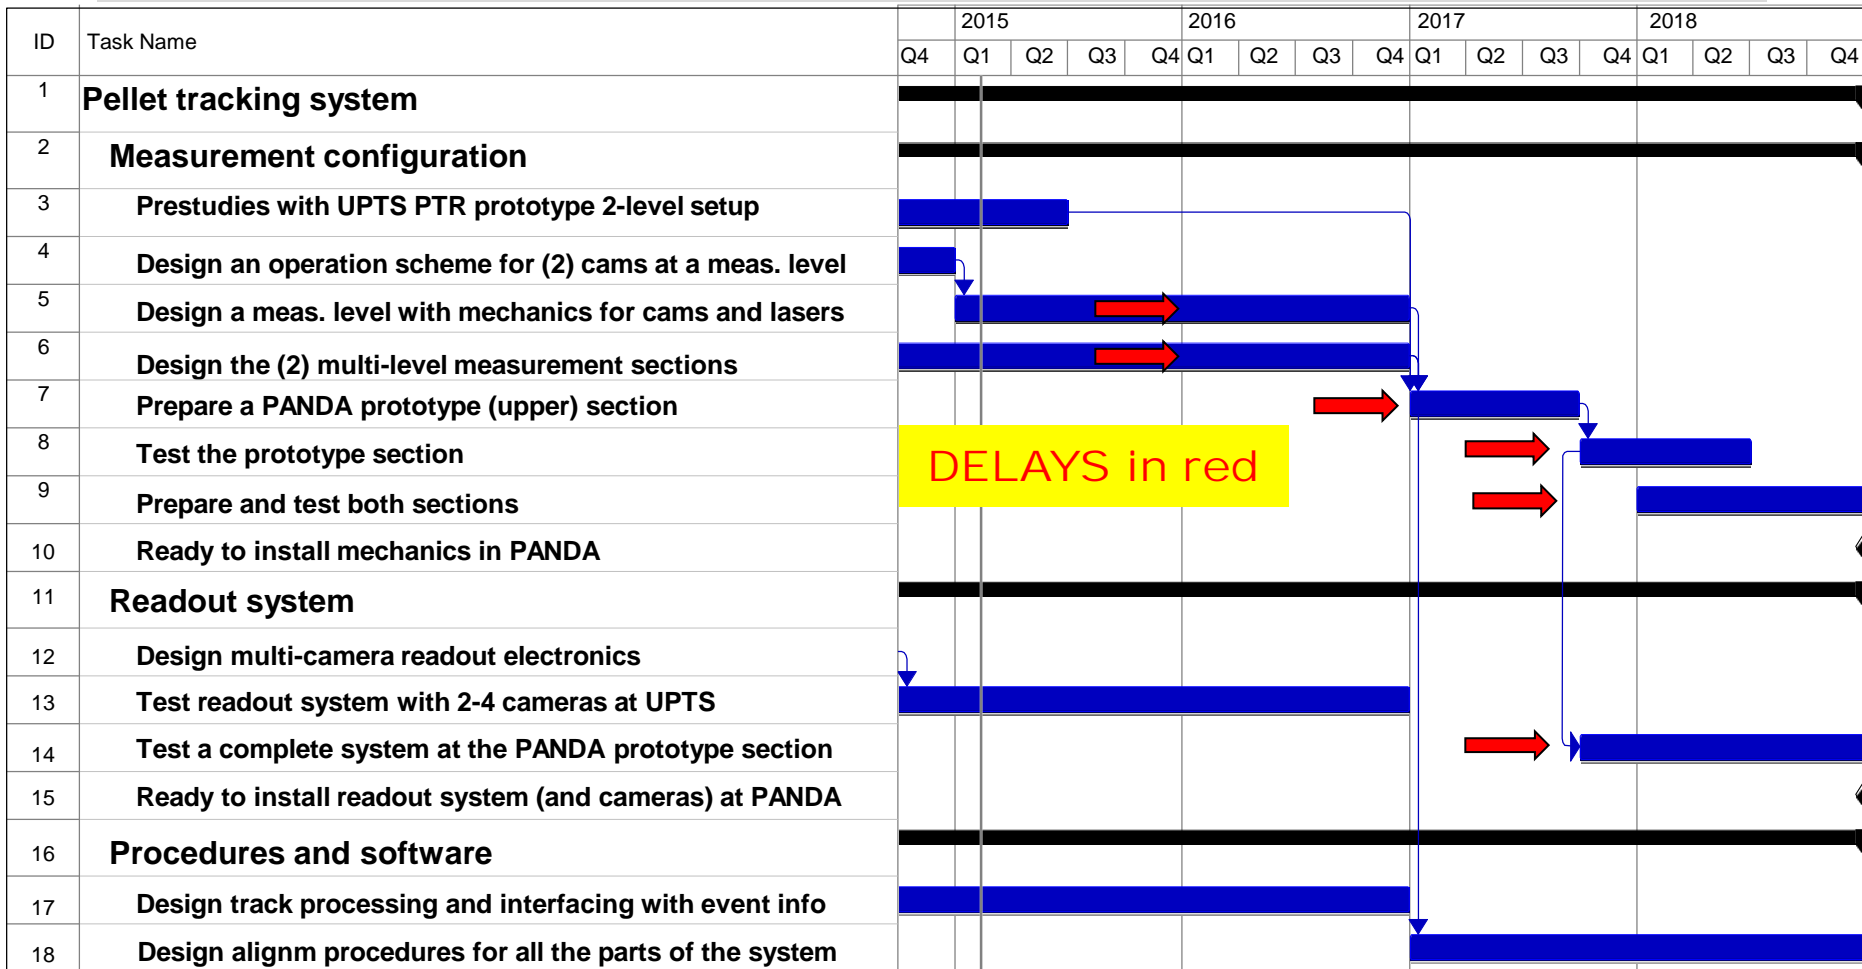 2015 2016 2017 2018
ID Task Name
Q4 Q1 Q2 Q3 Q4 Q1 Q2 Q3 Q4 Q1 Q2 Q3 Q4 Q1 Q2 Q3 Q4
1 Pellet tracking system
2 Measurement configuration
3 Prestudies with UPTS PTR prototype 2-level setup
4 Design an operation scheme for (2) cams at a meas. level
5 Design a meas. level with mechanics for cams and lasers
6 Design the (2) multi-level measurement sections
7 Prepare a PANDA prototype (upper) section
8 Test the prototype section
DELAYS in red
9 Prepare and test both sections
10 Ready to install mechanics in PANDA
11 Readout system
12 Design multi-camera readout electronics
13 Test readout system with 2-4 cameras at UPTS
14 Test a complete system at the PANDA prototype section
15 Ready to install readout system (and cameras) at PANDA
16 Procedures and software
17 Design track processing and interfacing with event info
18 Design alignm procedures for all the parts of the system